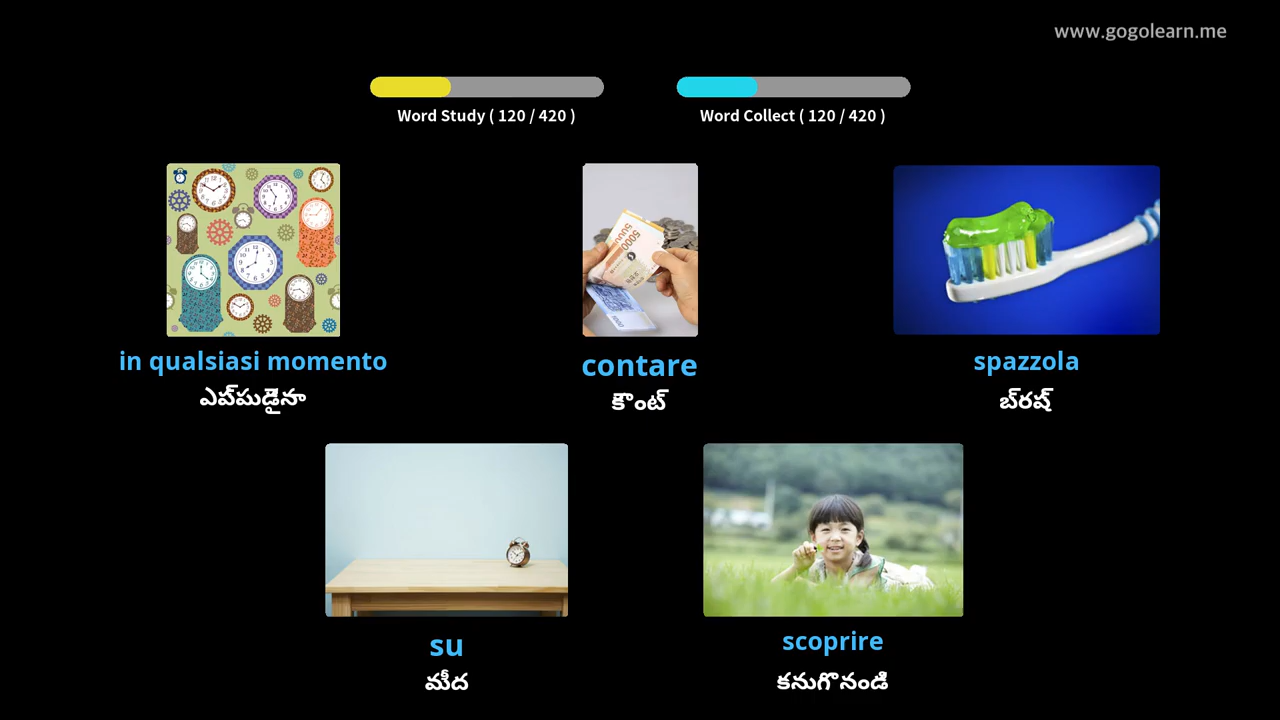 www.gogolearn.me
Word Study ( 120 / 420 )
Word Collect ( 120 / 420 )
in qualsiasi momento
ఎప్పుడైనా
contare
కౌంట్
spazzola
బ్రష్
su
మీద
scoprire
కనుగొనండి